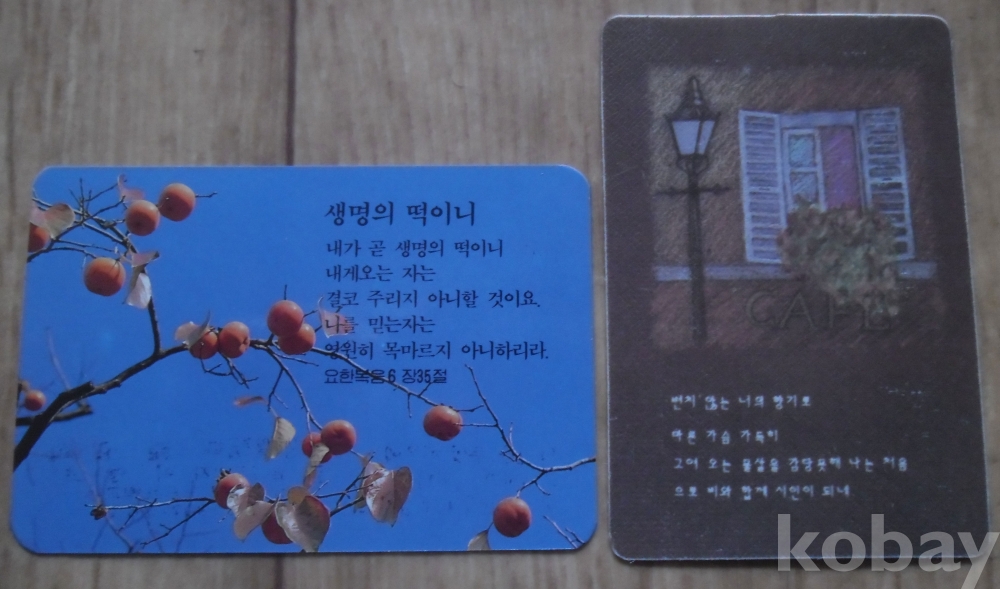 생명의 떡이니
내가 곧 생명의 떡이니
내게오는 자는
결코 주리지 아니할 것이요.
나를 믿는자는
영원히 목마르지 아니하리라.
요한복음 6 장35절
CAFE
변치 않는 너의 향기로
마른 가슴 가득히
오는 물살을 감당못해 나는 처음
으로 비와 함께 시인이 되네
kobay